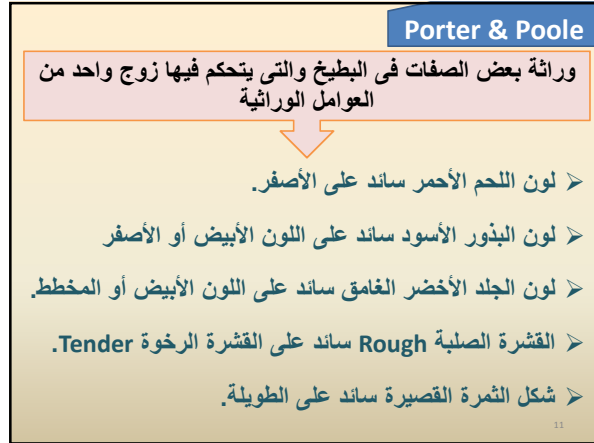 Porter & Poole
وراثة بعض الصفات فى البطيخ والتى يتحكم فيها زوج واحد من
العوامل الوراثية
➢ لون اللحم الأحمر سائد على الأصفر.
➢ لون البذور الأسود سائد على اللون الأبيض أو الأصفر
➢ لون الجلد الأخضر الغامق سائد على اللون الأبيض أو المخطط.
➢ القشرة الصلبة Rough سائد على القشرة الرخوة Tender.
➢ شكل الثمرة القصيرة سائد على الطويلة.
11